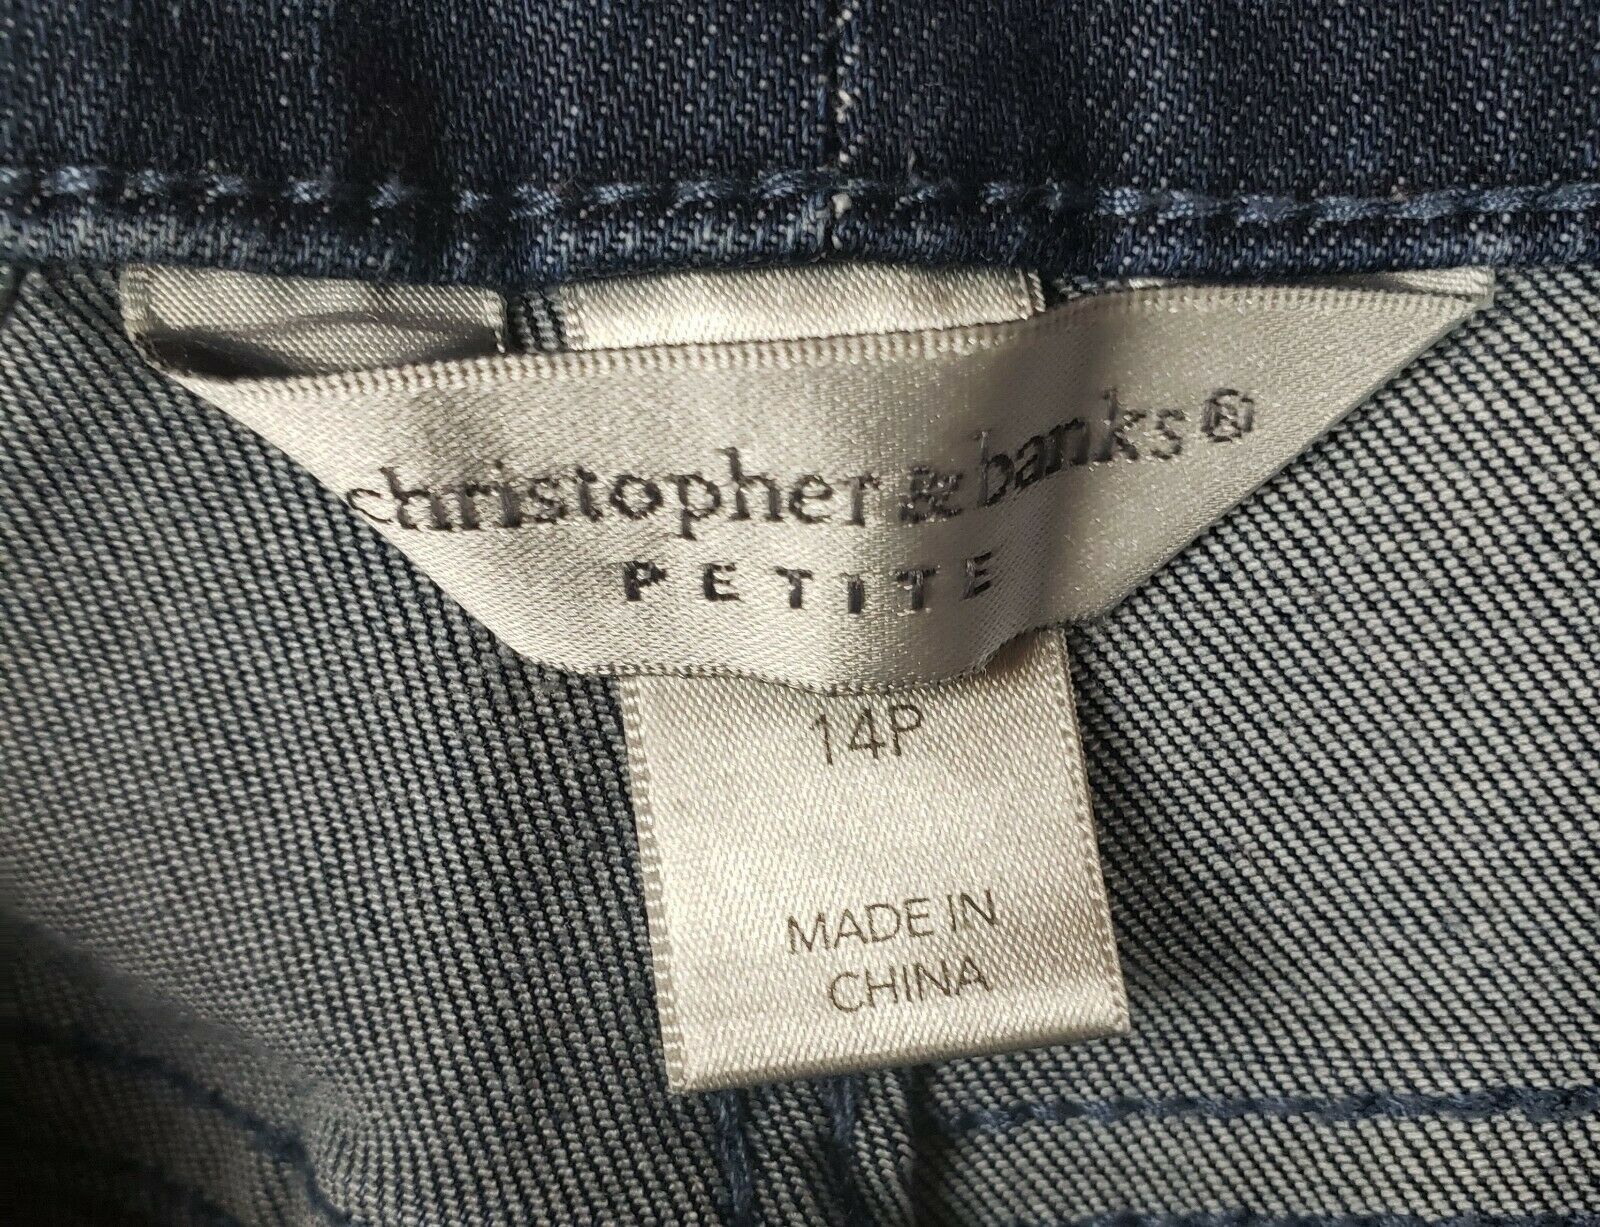 christopher & banks®
PETITE
14P
MADE IN
CHINA